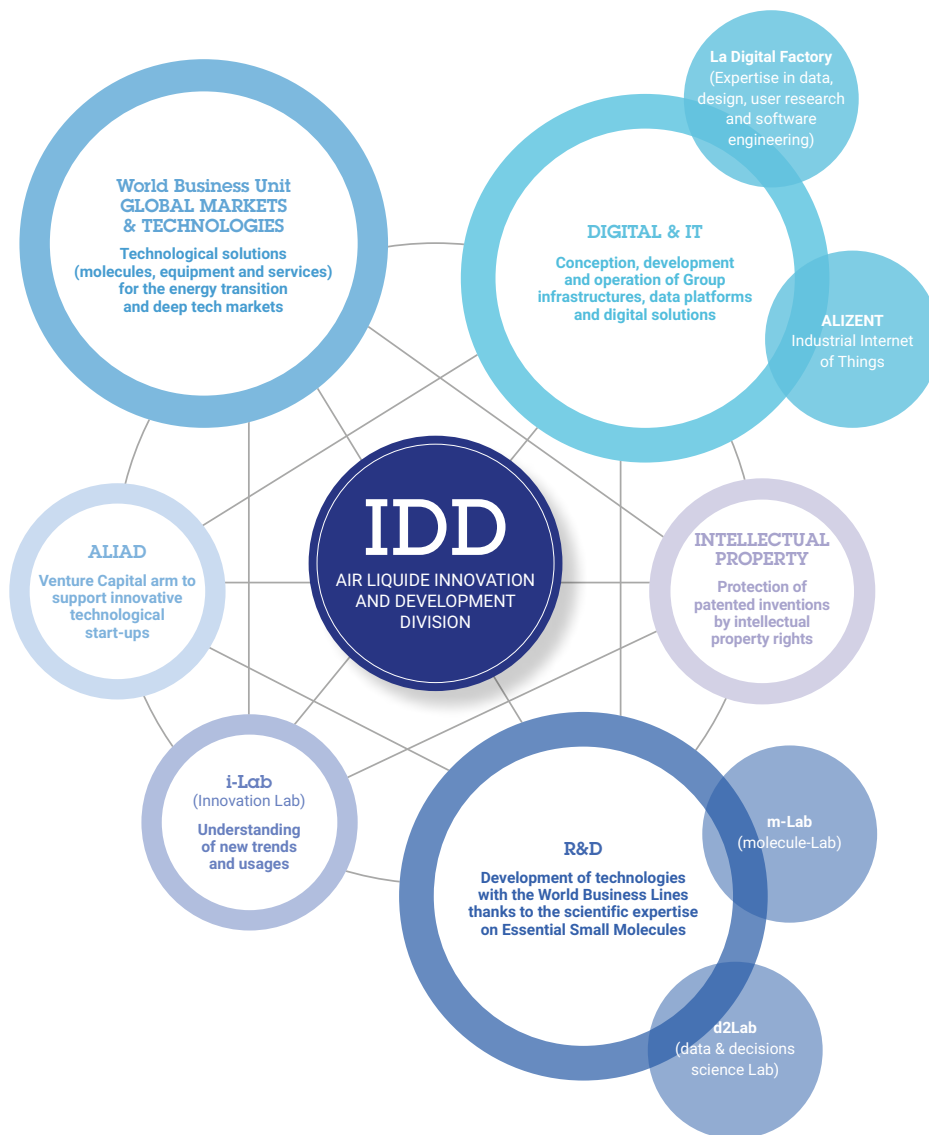 La Digital Factory
(Expertise in data,
design, user research
and software
engineering)
World Business Unit
GLOBAL MARKETS
& TECHNOLOGIES
Technological solutions
(molecules, equipment and services)
for the energy transition
and deep tech markets
DIGITAL & IT
Conception, development
and operation of Group
infrastructures, data platforms
and digital solutions
ALIZENT
Industrial Internet
of Things
IDD
AIR LIQUIDE INNOVATION
AND DEVELOPMENT
DIVISION
ALIAD
Venture Capital arm to
support innovative
technological
start-ups
INTELLECTUAL
PROPERTY
Protection of
patented inventions
by intellectual
property rights
i-Lab
(Innovation Lab)
Understanding
of new trends
and usages
R&D
Development of technologies
with the World Business Lines
thanks to the scientific expertise
on Essential Small Molecules
m-Lab
(molecule-Lab)
d2Lab
(data & decisions
science Lab)